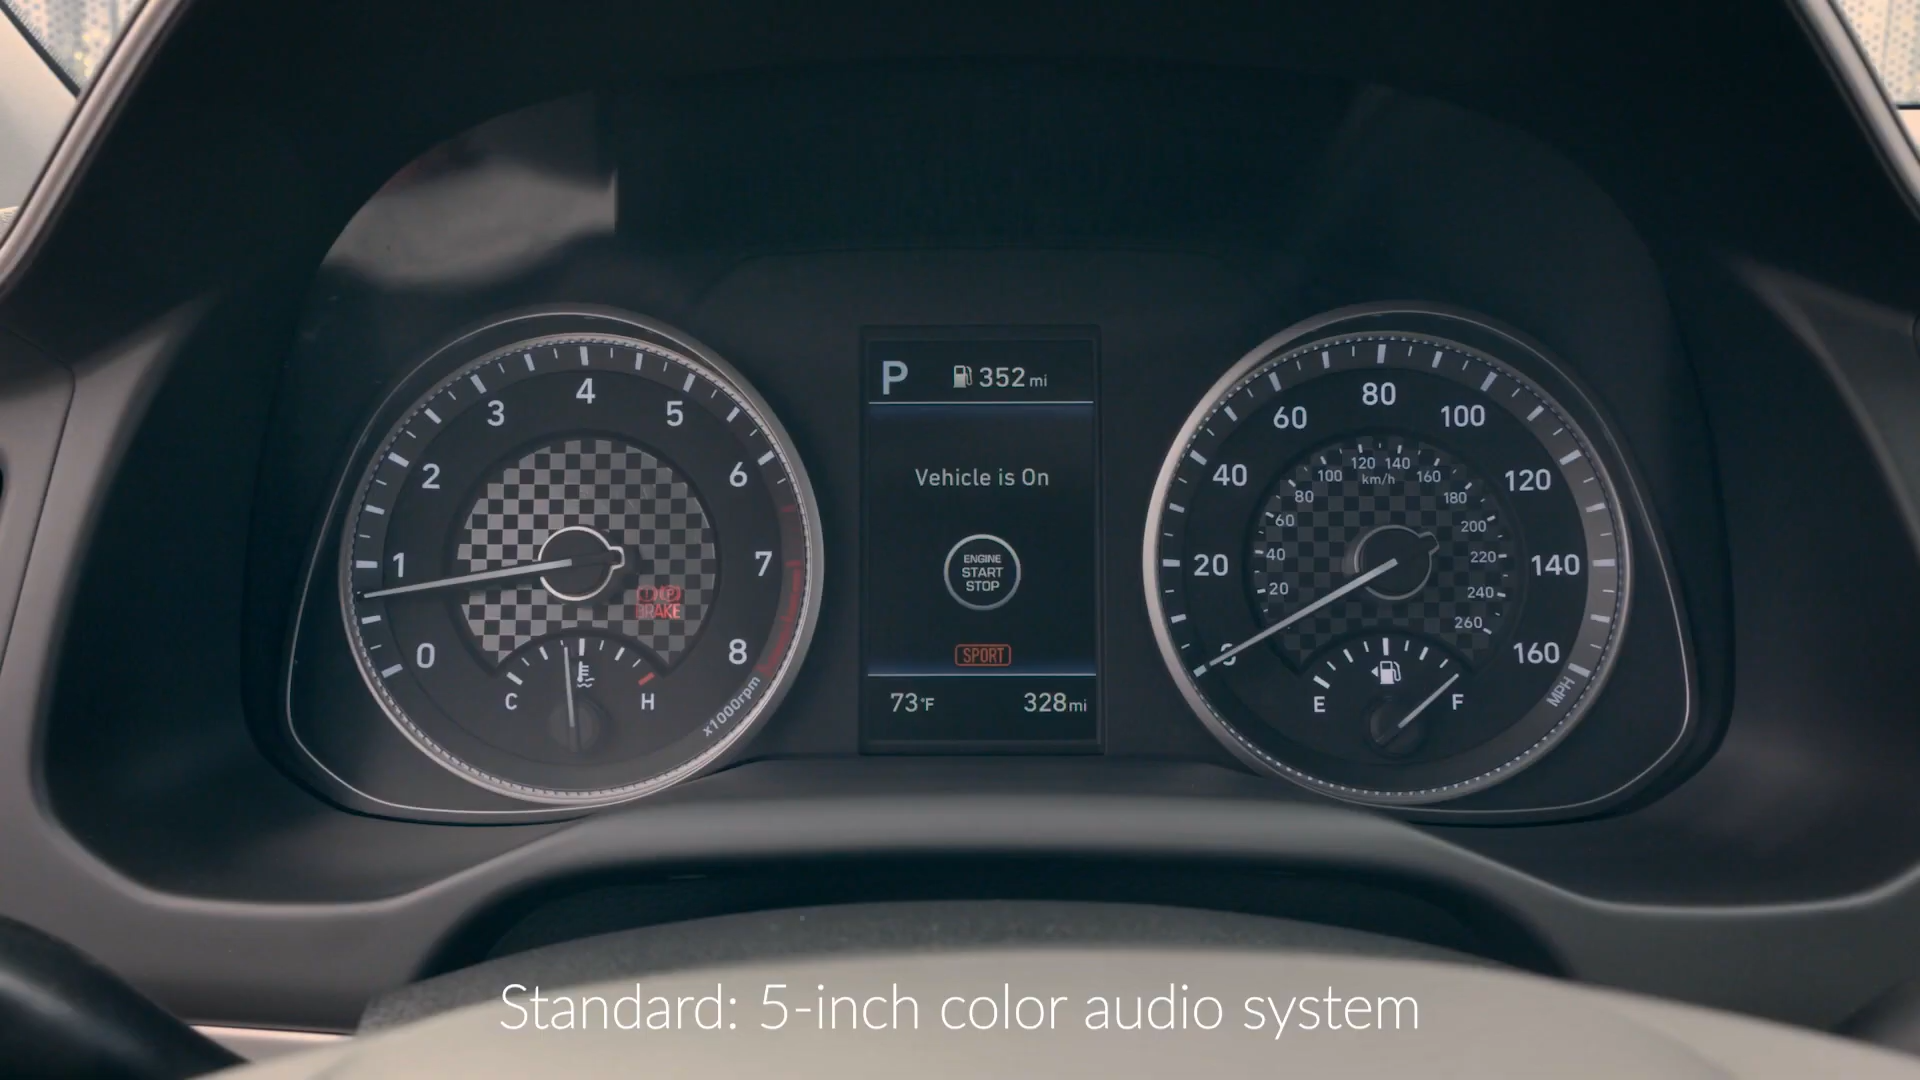 4
3
5
2
6
1
7
0
8
BRAKE
C
H
x1000rpm
P
352 mi
Vehicle is On
ENGINE
START
STOP
SPORT
73°F
328 mi
80
60
100
40
120
20
140
0
160
MPH
120
140
100
160
km/h
80
180
60
200
40
220
20
240
260
E
F
Standard: 5-inch color audio system